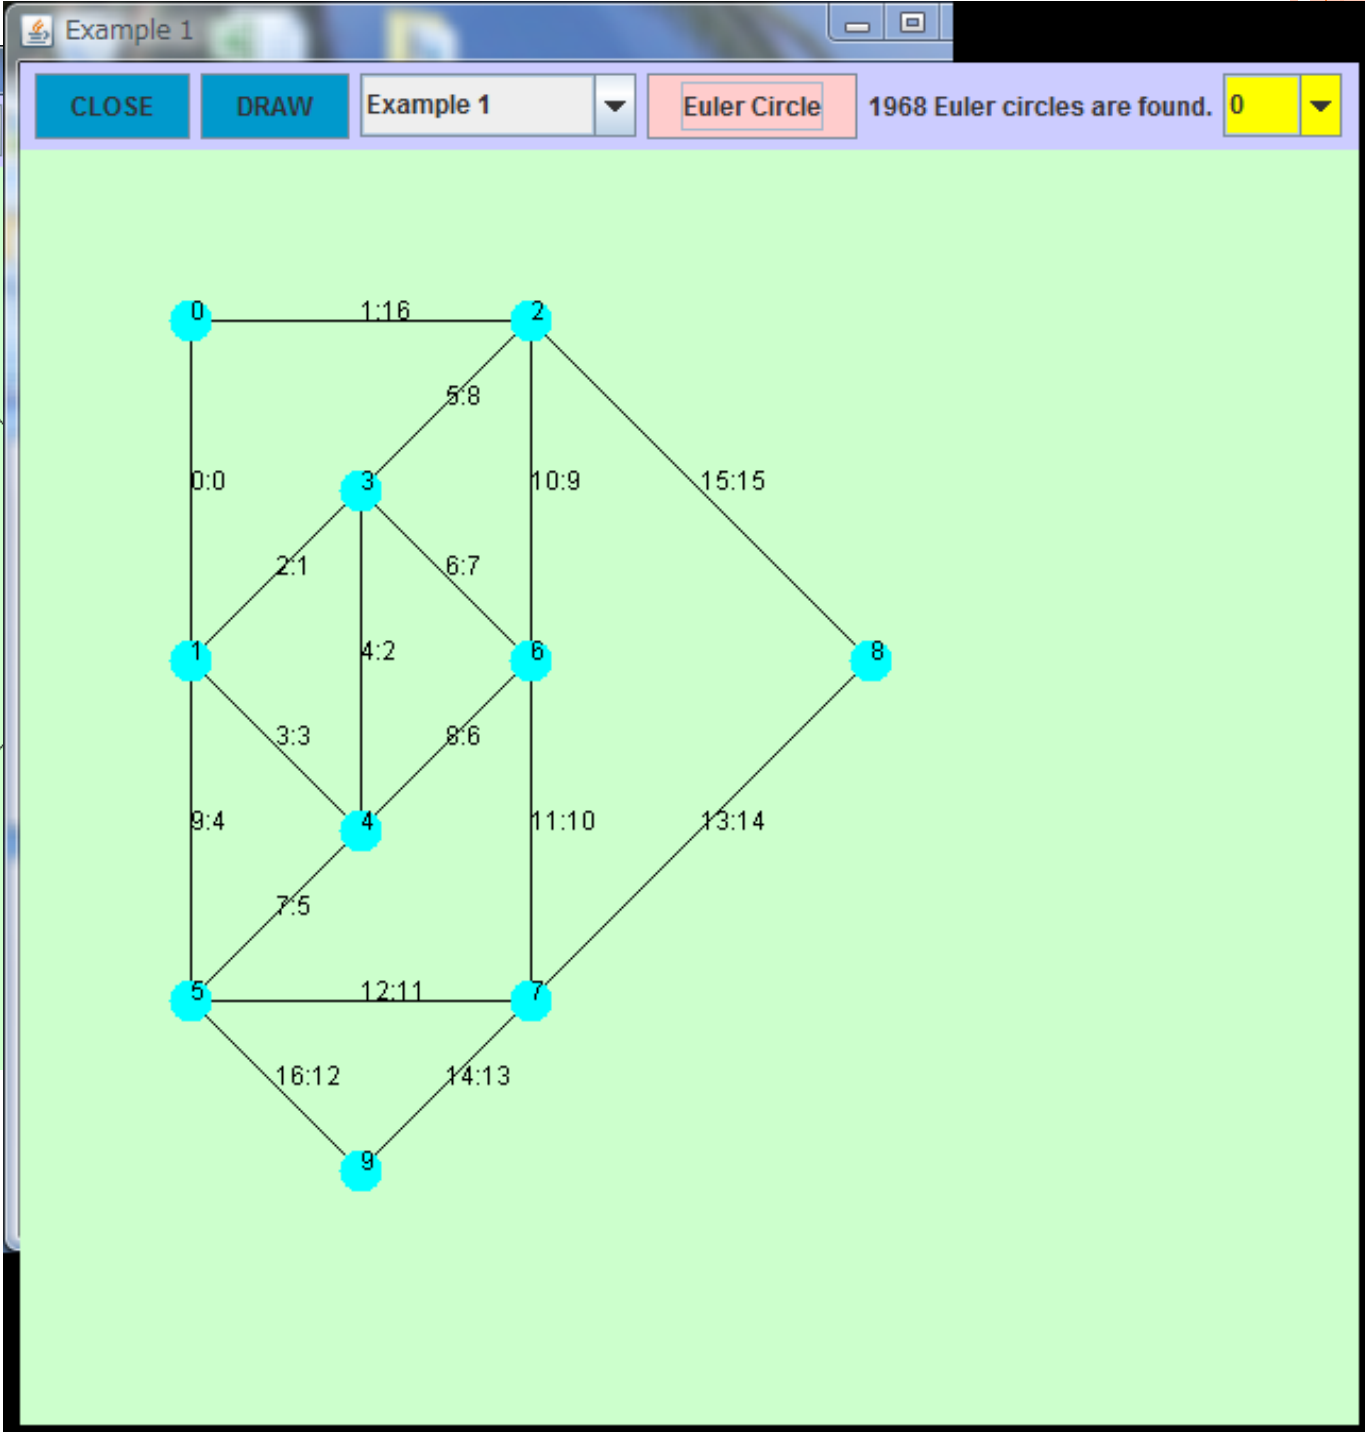 Example 1
CLOSE DRAW Example 1 Euler Circle 1968 Euler circles are found. 0
0 1:16 2
5:8
0:0 3 10:9 15:15
2:1 6:7
1 4:2 6 8
3:3 8:6
9:4 4 11:10 13:14
7:5
5 12:11 7
16:12 14:13
9